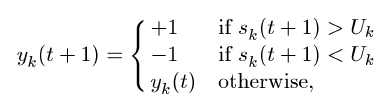 y_k(t + 1) = { +1 if s_k(t + 1) > U_k
−1 if s_k(t + 1) < U_k
y_k(t) otherwise,